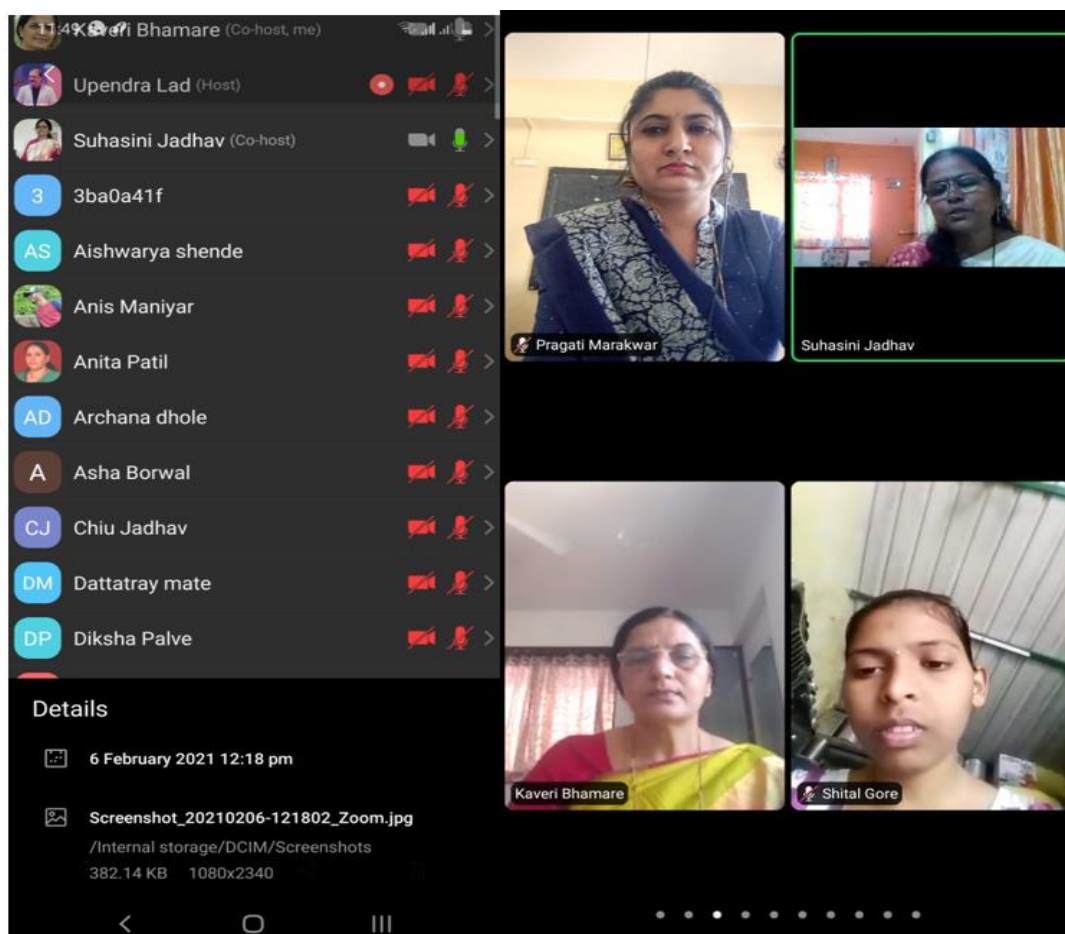 11:49
Kaveri Bhamare (Co-host, me)
Upendra Lad (Host)
Suhasini Jadhav (Co-host)
3 3ba0a41f
AS Aishwarya shende
Anis Maniyar
Anita Patil
AD Archana dhole
A Asha Borwal
CJ Chiu Jadhav
DM Dattatray mate
DP Diksha Palve
Details
6 February 2021 12:18 pm
Screenshot_20210206-121802_Zoom.jpg
/Internal storage/DCIM/Screenshots
382.14 KB 1080x2340
Pragati Marakwar
Suhasini Jadhav
Kaveri Bhamare
Shital Gore